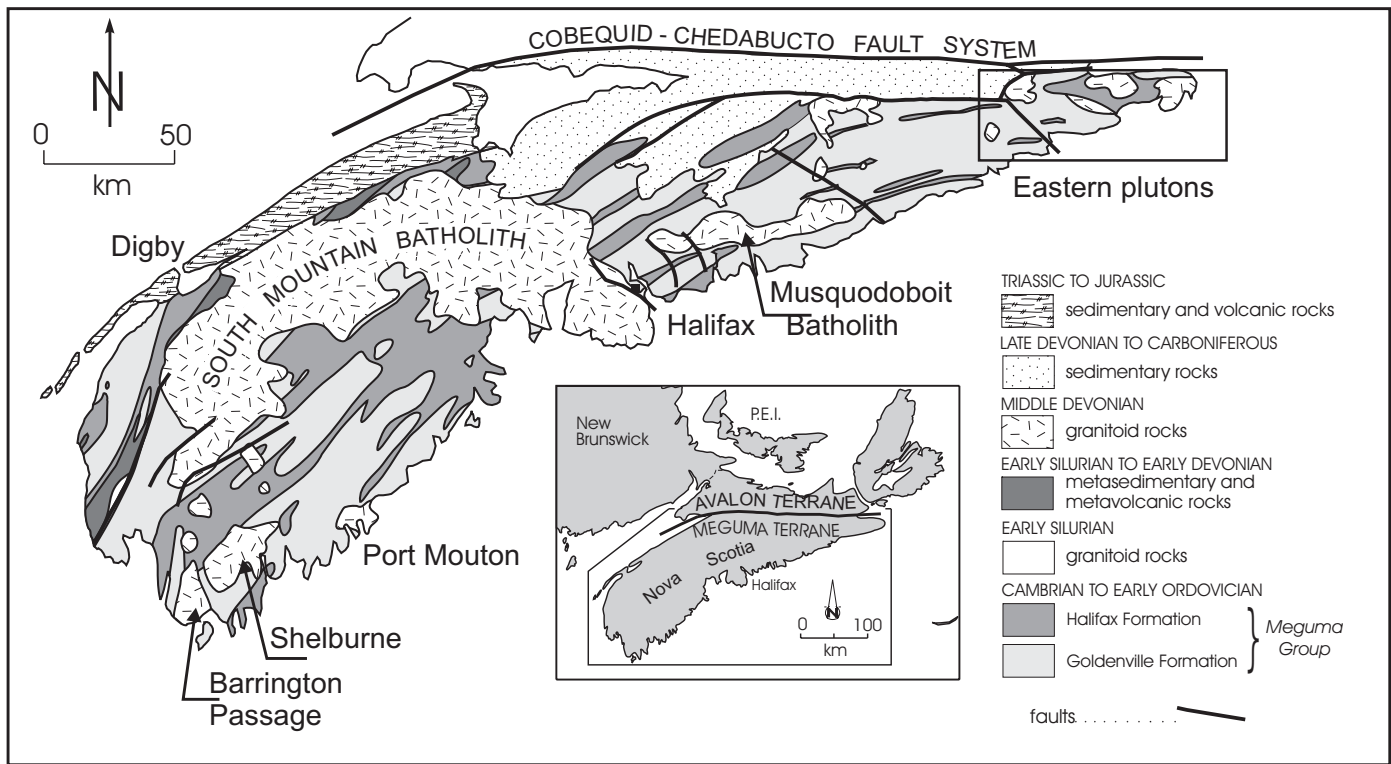 COBEQUID - CHEDABUCTO FAULT SYSTEM
N
0 50
km
Digby
SOUTH MOUNTAIN BATHOLITH
Eastern plutons
Musquodoboit
Batholith
Halifax
Port Mouton
Shelburne
Barrington
Passage
New
Brunswick
P.E.I.
AVALON TERRANE
MEGUMA TERRANE
Nova Scotia
Halifax
N
0 100
km
TRIASSIC TO JURASSIC
sedimentary and volcanic rocks
LATE DEVONIAN TO CARBONIFEROUS
sedimentary rocks
MIDDLE DEVONIAN
granitoid rocks
EARLY SILURIAN TO EARLY DEVONIAN
metasedimentary and
metavolcanic rocks
EARLY SILURIAN
granitoid rocks
CAMBRIAN TO EARLY ORDOVICIAN
Halifax Formation
Goldenville Formation
Meguma
Group
faults. . . . . . . . . .